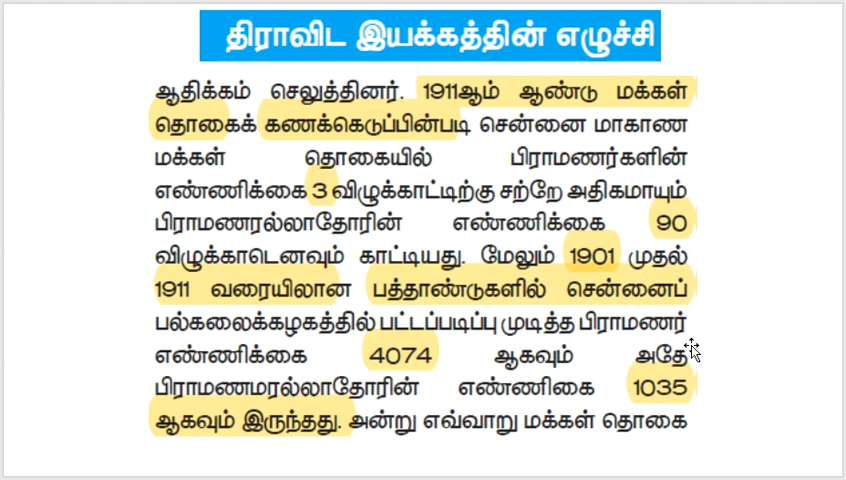 திராவிட இயக்கத்தின் எழுச்சி
ஆதிக்கம் செலுத்தினர். 1911ஆம் ஆண்டு மக்கள்
தொகைக் கணக்கெடுப்பின்படி சென்னை மாகாண
மக்கள் தொகையில் பிராமணர்களின்
எண்ணிக்கை 3 விழுக்காட்டிற்கு சற்றே அதிகமாயும்
பிராமணரல்லாதோரின் எண்ணிக்கை 90
விழுக்காடெனவும் காட்டியது. மேலும் 1901 முதல்
1911 வரையிலான பத்தாண்டுகளில் சென்னைப்
பல்கலைக்கழகத்தில் பட்டப்படிப்பு முடித்த பிராமணர்
எண்ணிக்கை 4074 ஆகவும் அதே
பிராமணமரல்லாதோரின் எண்ணிகை 1035
ஆகவும் இருந்தது. அன்று எவ்வாறு மக்கள் தொகை